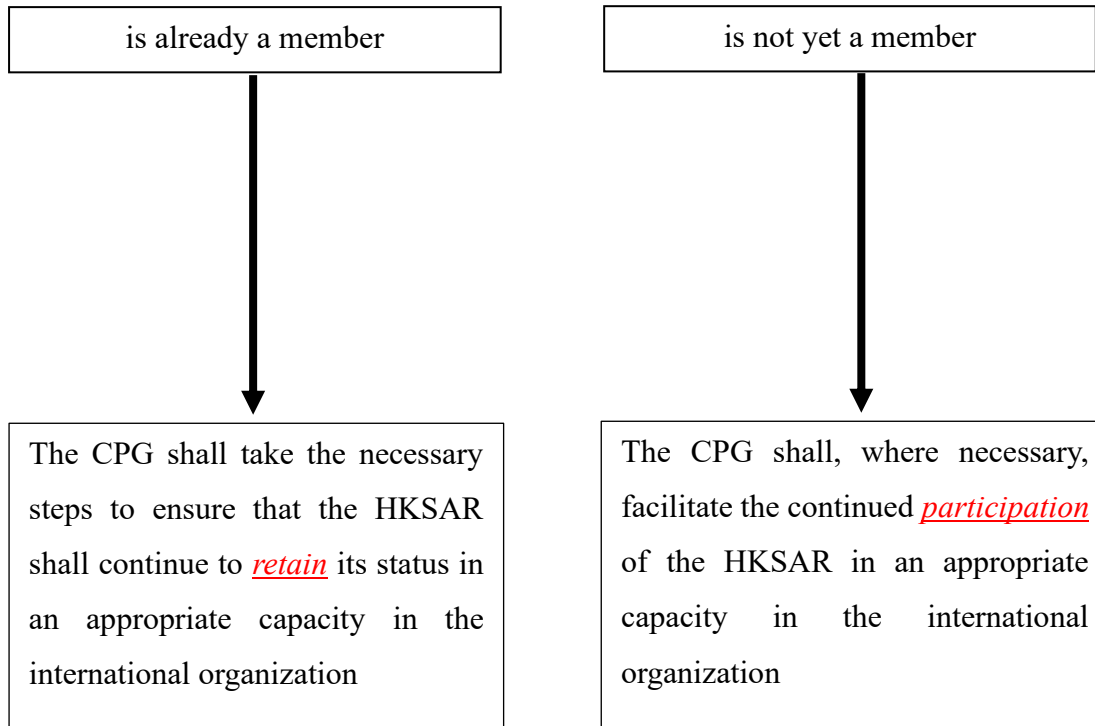 is already a member
is not yet a member
The CPG shall take the necessary
steps to ensure that the HKSAR
shall continue to retain its status in
an appropriate capacity in the
international organization
The CPG shall, where necessary,
facilitate the continued participation
of the HKSAR in an appropriate
capacity in the international
organization